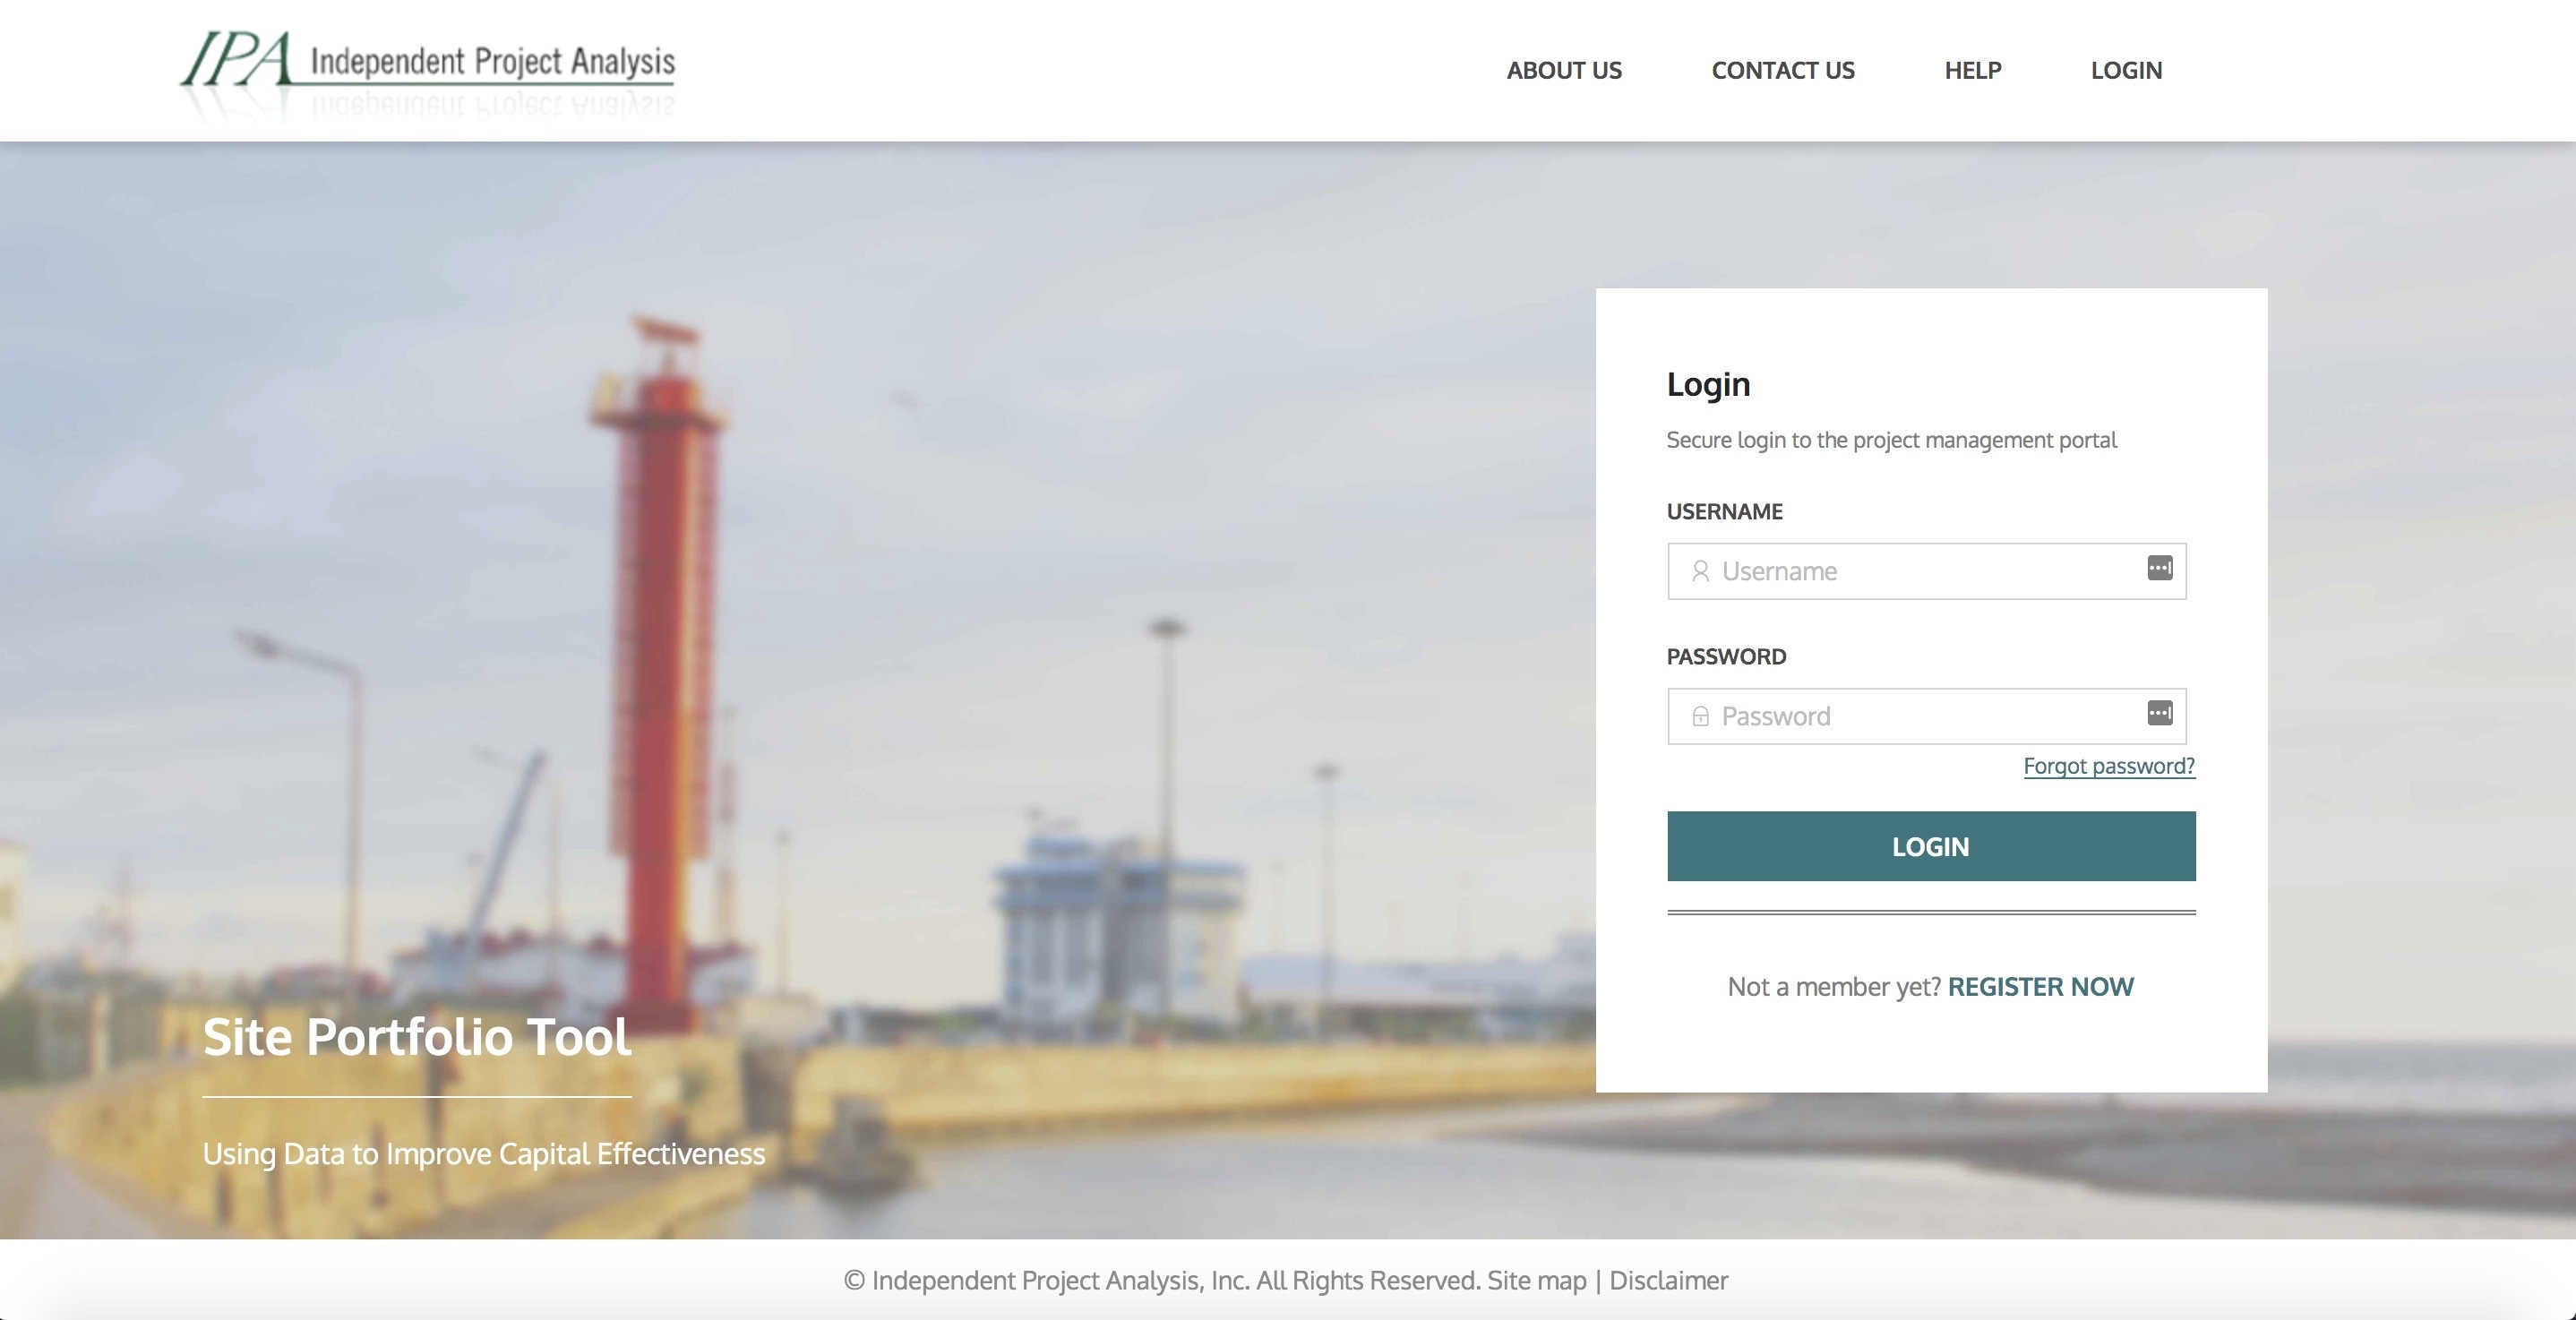 IPA Independent Project Analysis
ABOUT US CONTACT US HELP LOGIN
Login
Secure login to the project management portal
USERNAME
Username
PASSWORD
Password
Forgot password?
LOGIN
Not a member yet? REGISTER NOW
Site Portfolio Tool
Using Data to Improve Capital Effectiveness
© Independent Project Analysis, Inc. All Rights Reserved. Site map | Disclaimer